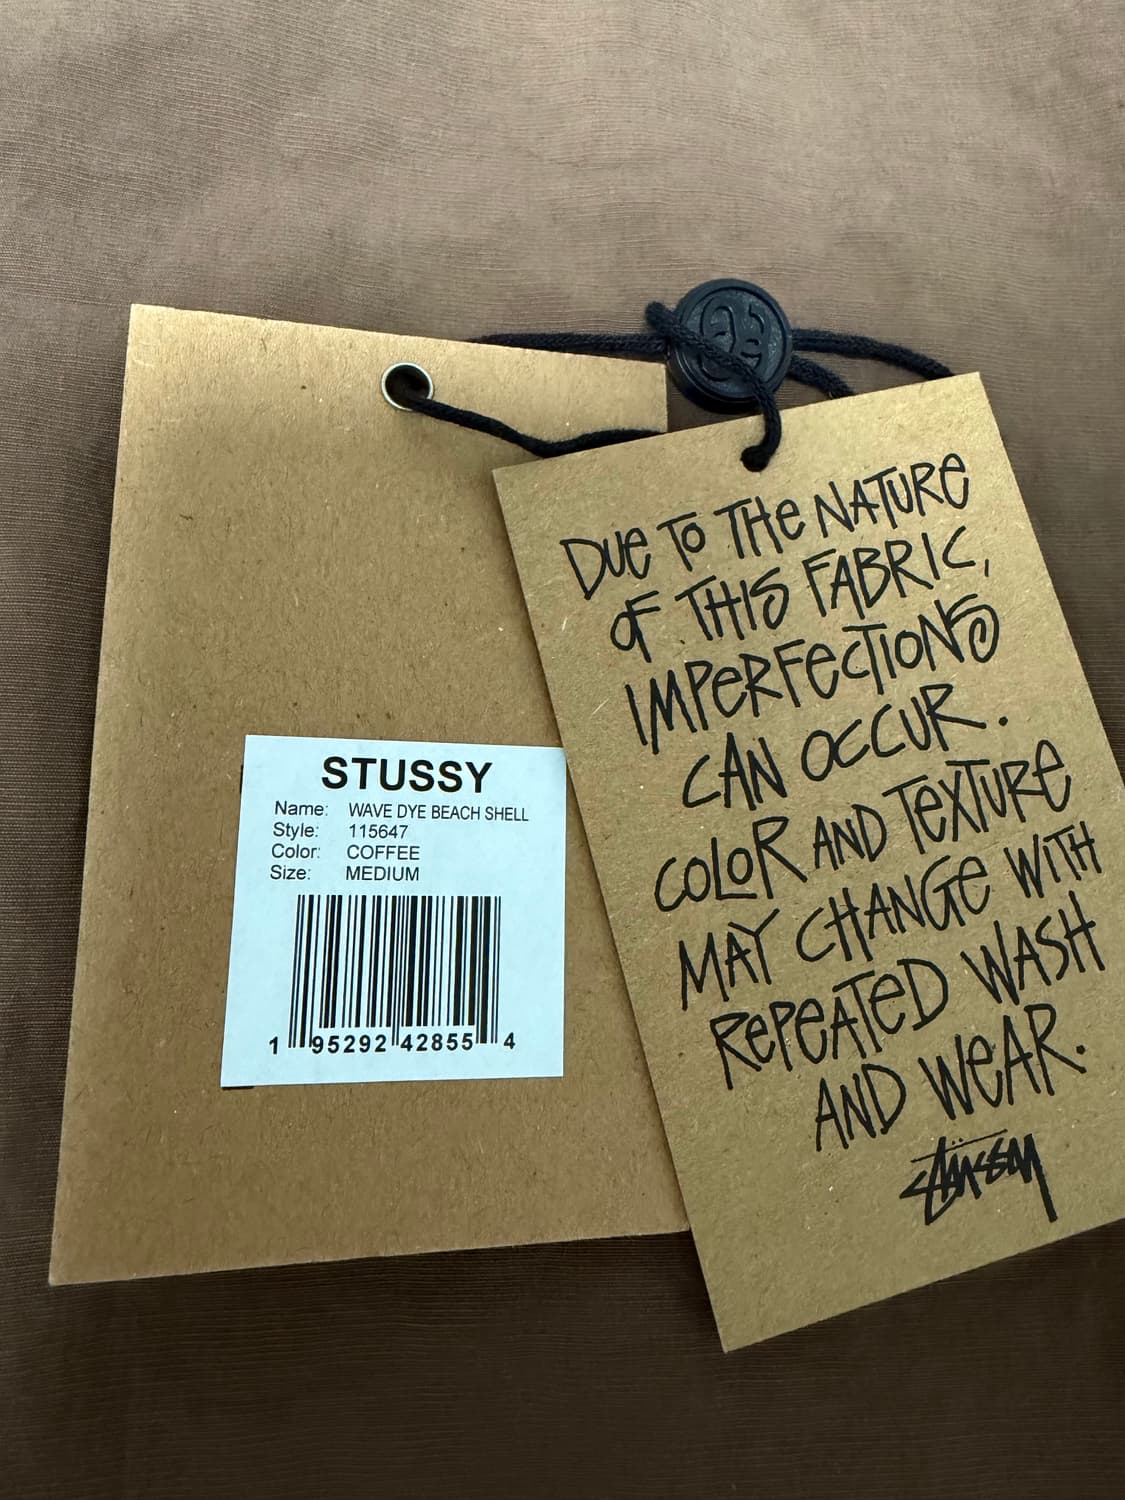 STUSSY
Name: WAVE DYE BEACH SHELL
Style: 115647
Color: COFFEE
Size: MEDIUM
1 95292 42855 4
DUE TO THE NATURE
OF THIS FABRIC,
IMPERFECTIONS
CAN OCCUR.
COLOR AND TEXTURE
MAY CHANGE WITH
REPEATED WASH
AND WEAR.
STÜSSY